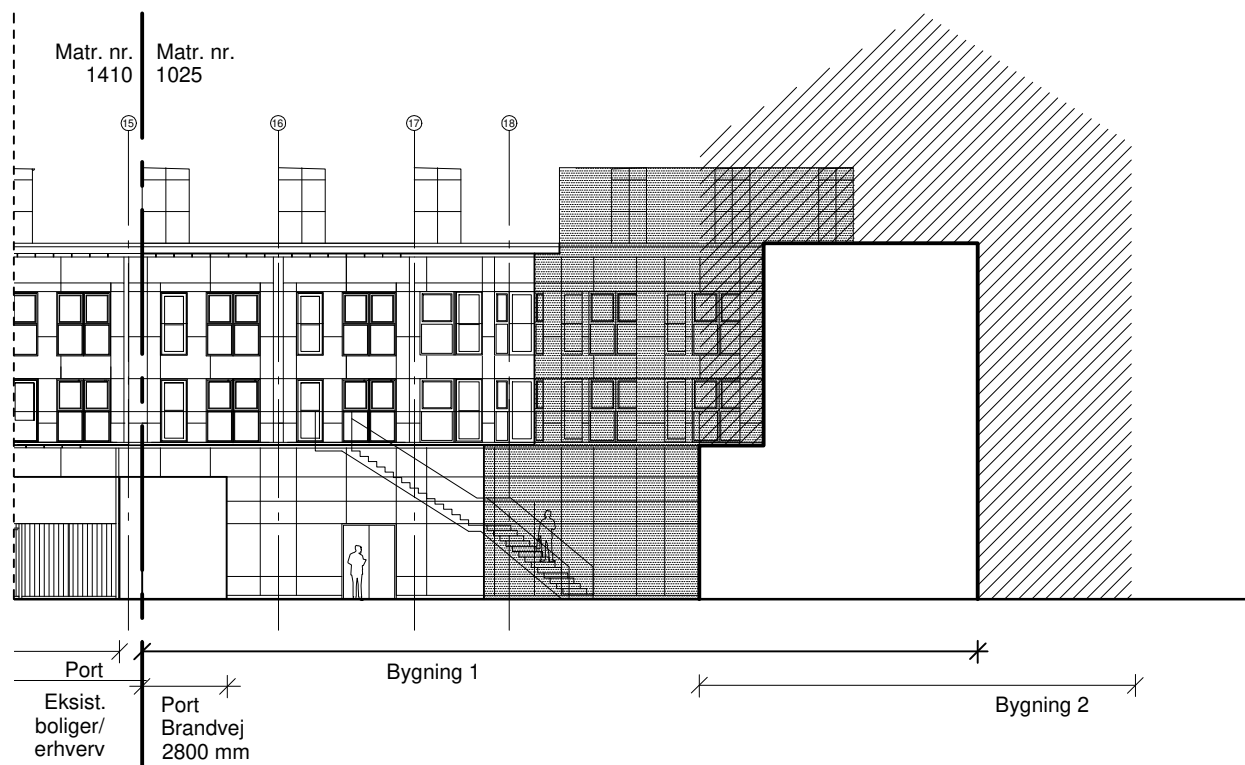 Matr. nr.
1410
Matr. nr.
1025
15
16
17
18
Port
Bygning 1
Eksist.
boliger/
erhverv
Port
Brandvej
2800 mm
Bygning 2